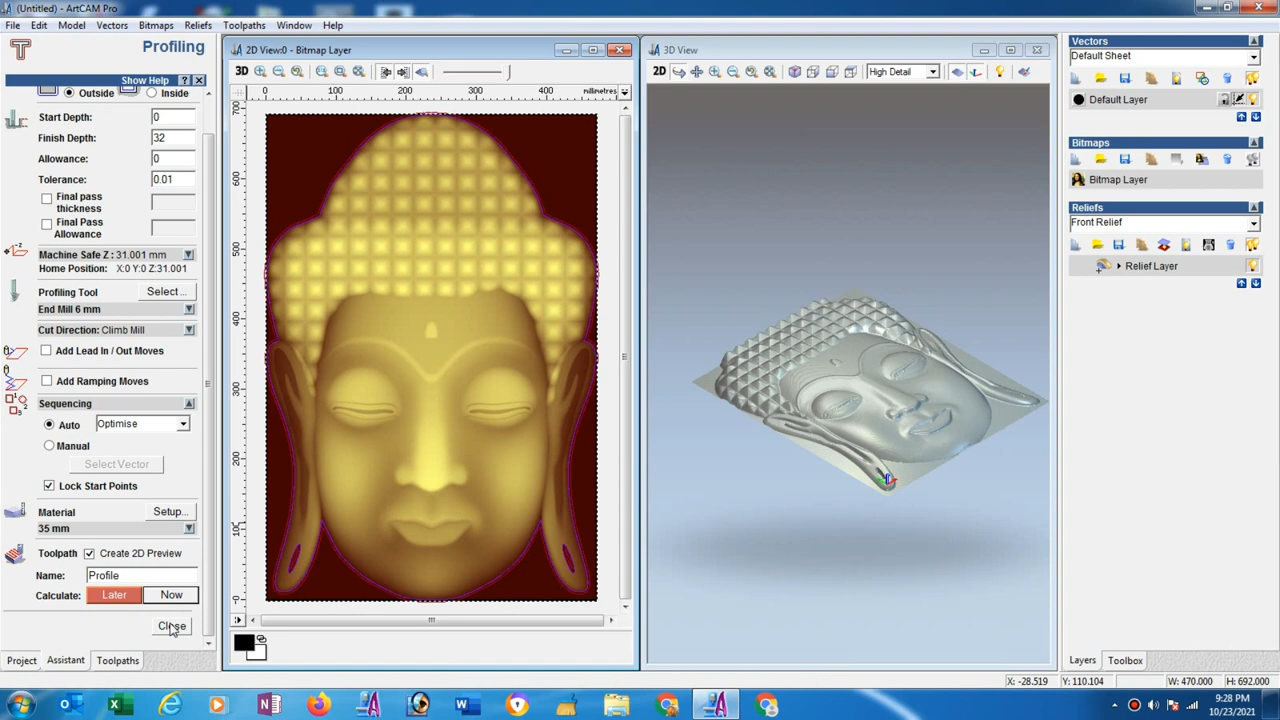 (Untitled) - ArtCAM Pro
File Edit Model Vectors Bitmaps Reliefs Toolpaths Window Help
Profiling
Show Help ?
Outside Inside
Start Depth: 0
Finish Depth: 32
Allowance: 0
Tolerance: 0.01
Final pass
thickness
Final Pass
Allowance
Machine Safe Z : 31.001 mm
Home Position: X:0 Y:0 Z:31.001
Profiling Tool Select...
End Mill 6 mm
Cut Direction: Climb Mill
Add Lead In / Out Moves
Add Ramping Moves
Sequencing
Auto Optimise
Manual
Select Vector
Lock Start Points
Material Setup...
35 mm
Toolpath Create 2D Preview
Name: Profile
Calculate: Later Now
Close
Project Assistant Toolpaths
2D View:0 - Bitmap Layer
3D
0 100 200 300 400 millimetres
700
600
500
400
300
200
100
0
3D View
2D High Detail
Vectors
Default Sheet
Default Layer
Bitmaps
Bitmap Layer
Reliefs
Front Relief
Relief Layer
Layers Toolbox
X: -28.519 Y: 110.104 W: 470.000 H: 692.000
9:28 PM
10/23/2021